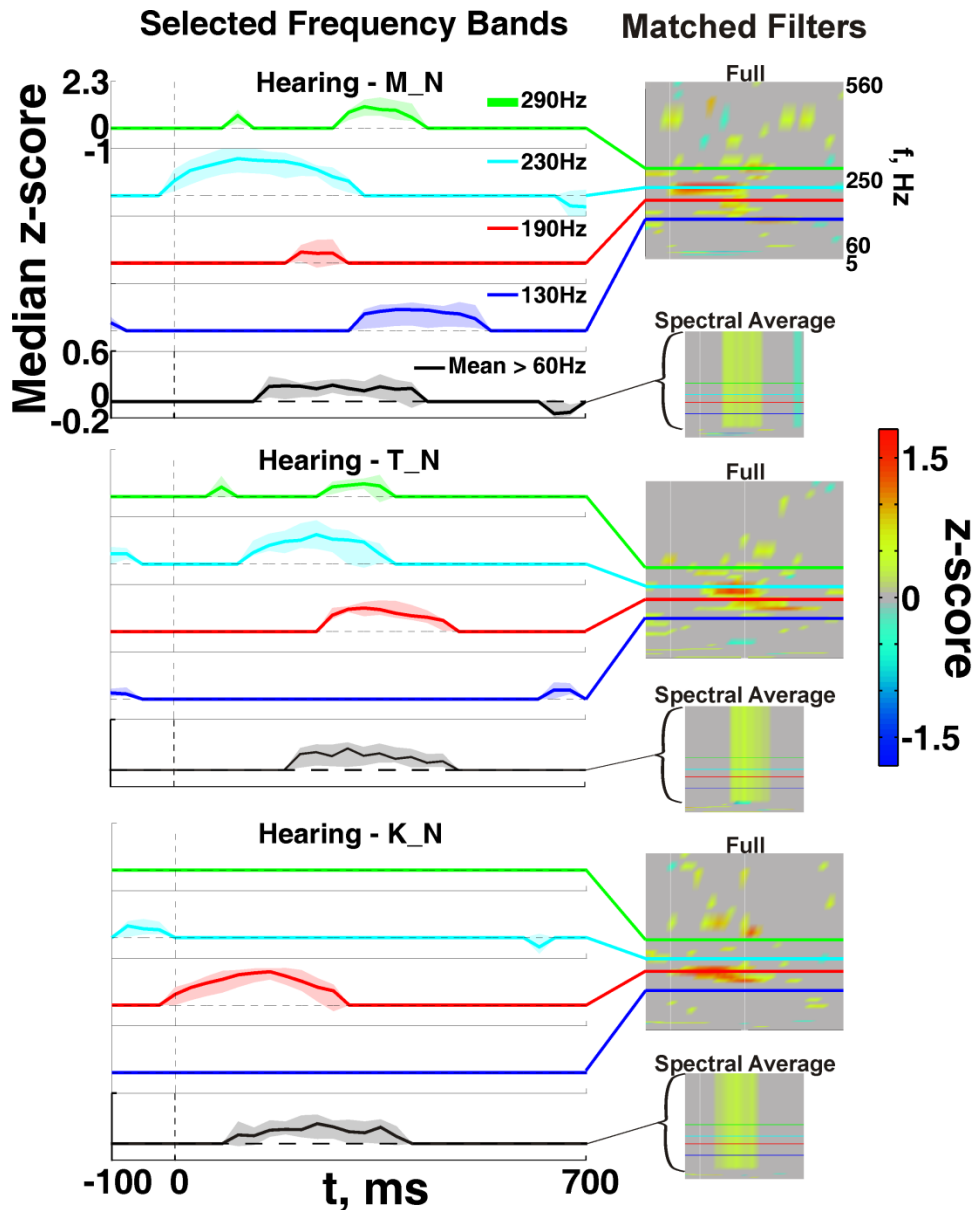 Selected Frequency Bands
Matched Filters
Median z-score
Hearing - M_N
2.3
0
-1
290Hz
230Hz
190Hz
130Hz
0.6
0
-0.2
Mean > 60Hz
Full
560
250
60
5
f, Hz
Spectral Average
Hearing - T_N
Full
Spectral Average
1.5
0
-1.5
z-score
Hearing - K_N
Full
Spectral Average
-100
0
t, ms
700